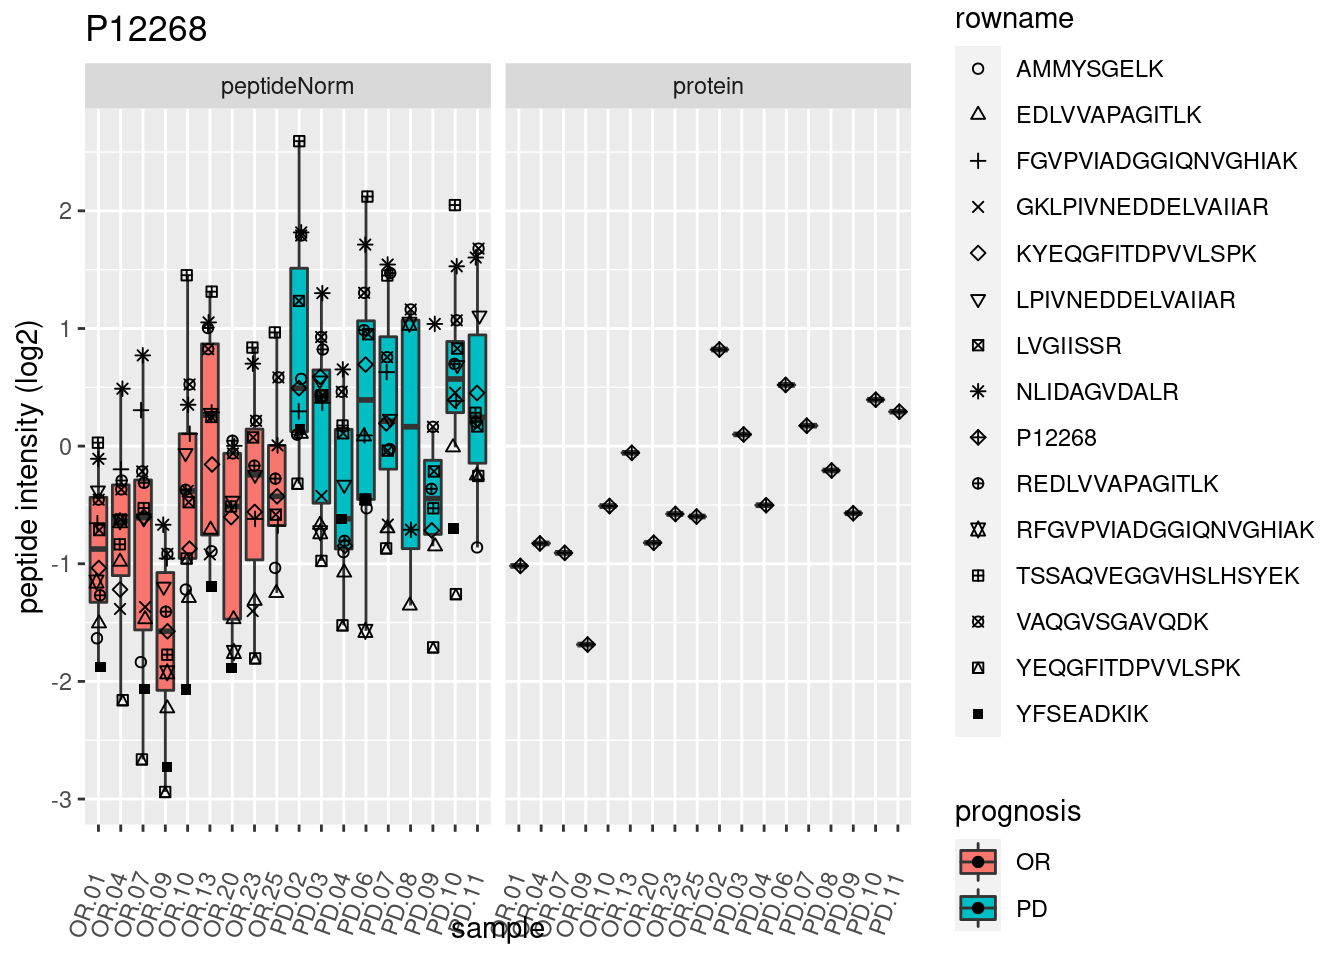 P12268
peptideNorm
protein
peptide intensity (log2)
2
1
0
-1
-2
-3
OR.01
OR.04
OR.07
OR.09
OR.10
OR.13
OR.20
OR.23
OR.25
PD.02
PD.03
PD.04
PD.06
PD.07
PD.08
PD.09
PD.10
PD.11
OR.01
OR.04
OR.07
OR.09
OR.10
OR.13
OR.20
OR.23
OR.25
PD.02
PD.03
PD.04
PD.06
PD.07
PD.08
PD.09
PD.10
PD.11
sample
rowname
AMMYSGELK
EDLVVAPAGITLK
FGVPVIADGGIQNVGHIAK
GKLPIVNEDDELVAIIAR
KYEQGFITDPVVLSPK
LPIVNEDDELVAIIAR
LVGIISSR
NLIDAGVDALR
P12268
REDLVVAPAGITLK
RFGVPVIADGGIQNVGHIAK
TSSAQVEGGVHSLHSYEK
VAQGVSGAVQDK
YEQGFITDPVVLSPK
YFSEADKIK
prognosis
OR
PD